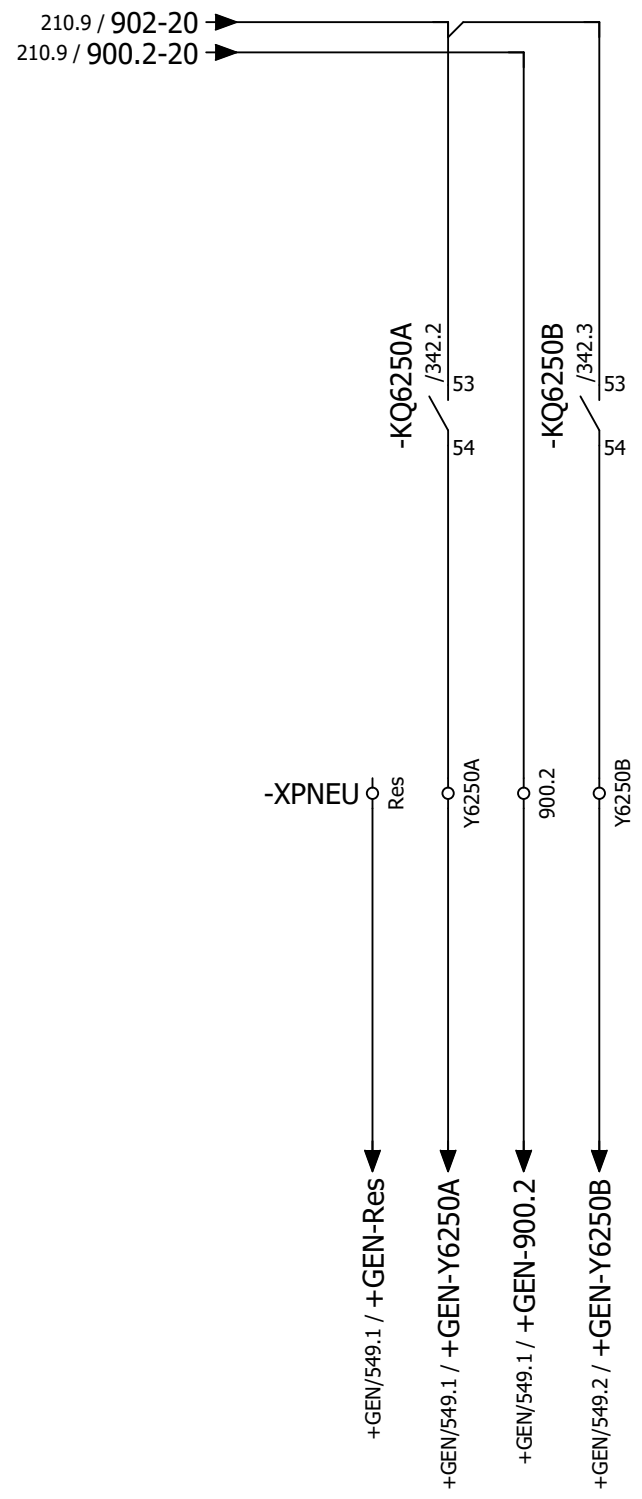 210.9 / 902-20
210.9 / 900.2-20
-KQ6250A
/342.2
53
54
-KQ6250B
/342.3
53
54
-XPNEU
Res
Y6250A
900.2
Y6250B
+GEN/549.1 / +GEN-Res
+GEN/549.1 / +GEN-Y6250A
+GEN/549.1 / +GEN-900.2
+GEN/549.2 / +GEN-Y6250B